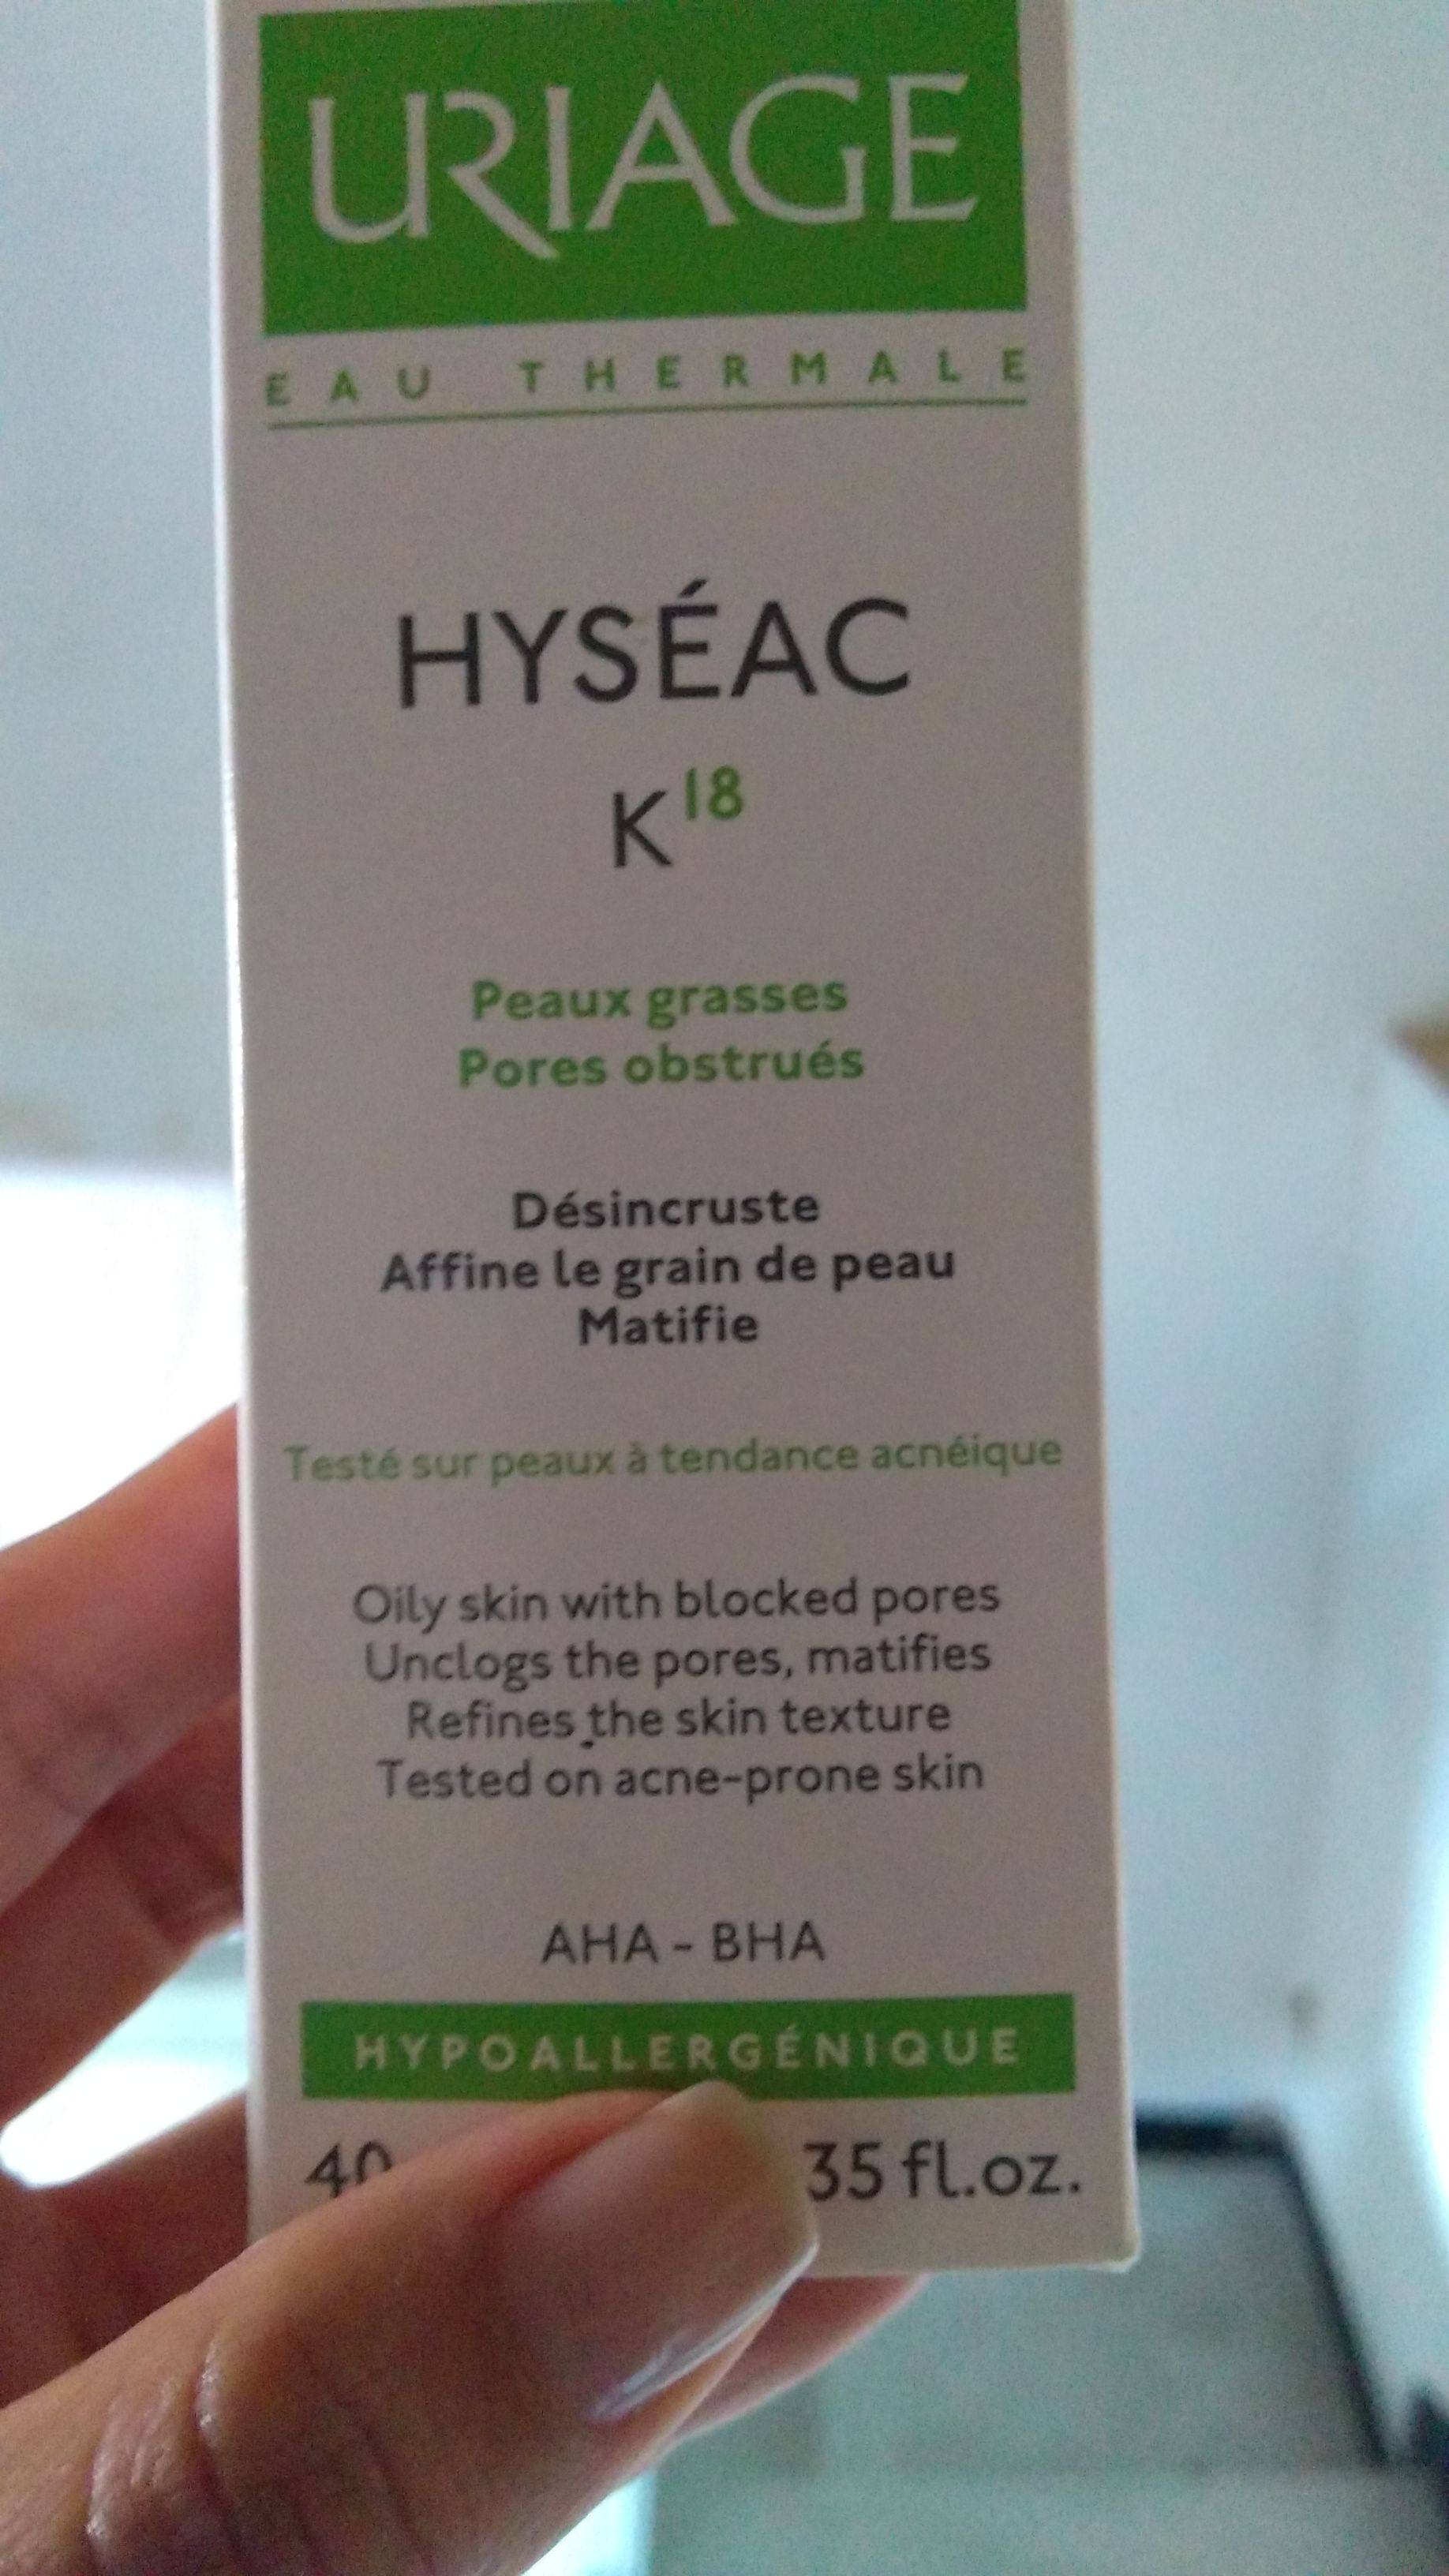 URIAGE
EAU THERMALE
HYSÉAC
K18
Peaux grasses
Pores obstrués
Désincruste
Affine le grain de peau
Matifie
Testé sur peaux à tendance acnéique
Oily skin with blocked pores
Unclogs the pores, matifies
Refines the skin texture
Tested on acne-prone skin
AHA - BHA
HYPOALLERGÉNIQUE
40 35 fl.oz.